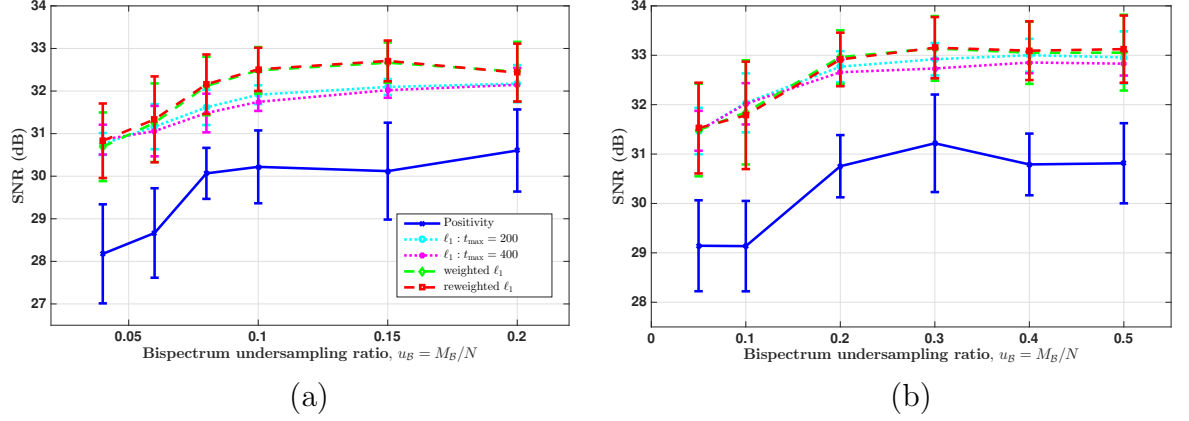 34
33
32
31
30
29
28
27
SNR (dB)
0.05
0.1
0.15
0.2
Bispectrum undersampling ratio, u_ℬ = M_ℬ/N
Positivity
ℓ₁ : t_max = 200
ℓ₁ : t_max = 400
weighted ℓ₁
reweighted ℓ₁
(a)
34
33
32
31
30
29
28
SNR (dB)
0
0.1
0.2
0.3
0.4
0.5
Bispectrum undersampling ratio, u_ℬ = M_ℬ/N
(b)